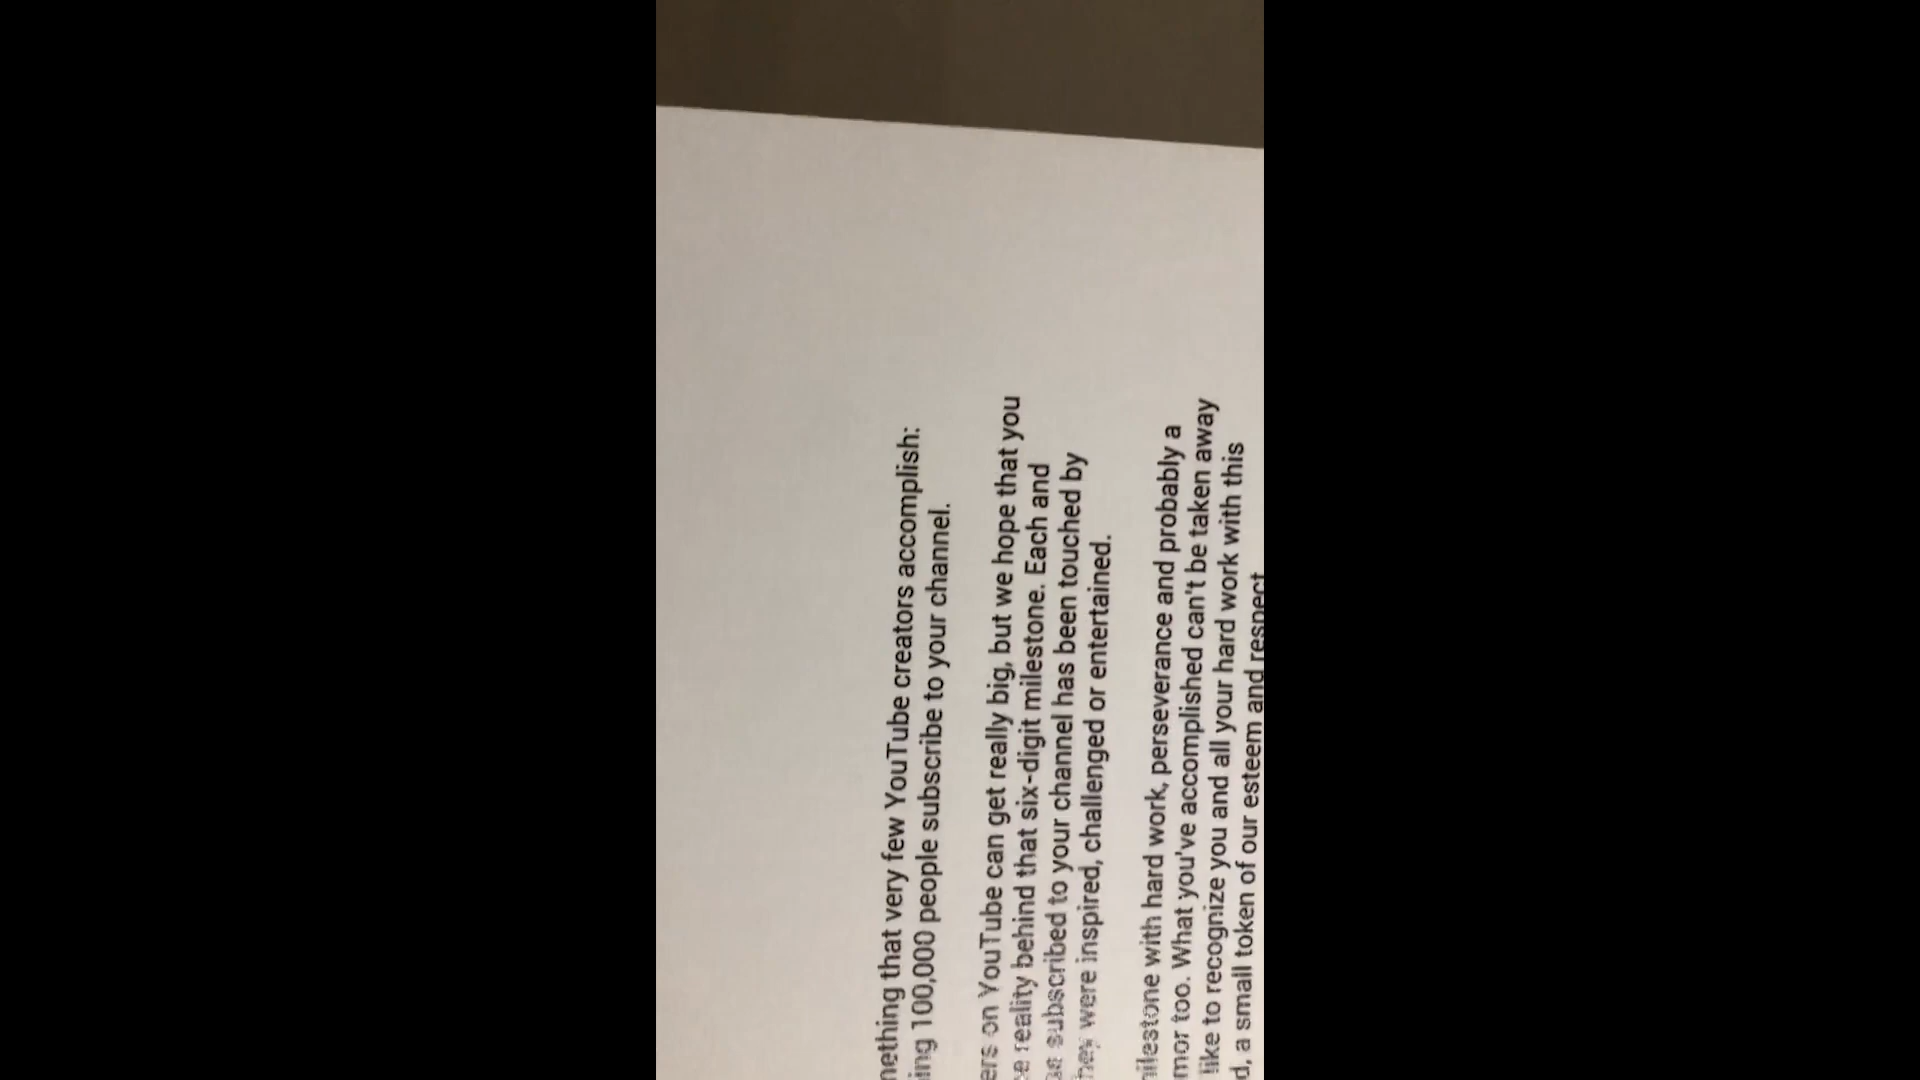 nething that very few YouTube creators accomplish:
ing 100,000 people subscribe to your channel.
ers on YouTube can get really big, but we hope that you
e reality behind that six-digit milestone. Each and
as subscribed to your channel has been touched by
hey were inspired, challenged or entertained.
nilestone with hard work, perseverance and probably a
mor too. What you've accomplished can't be taken away
like to recognize you and all your hard work with this
d, a small token of our esteem and respect